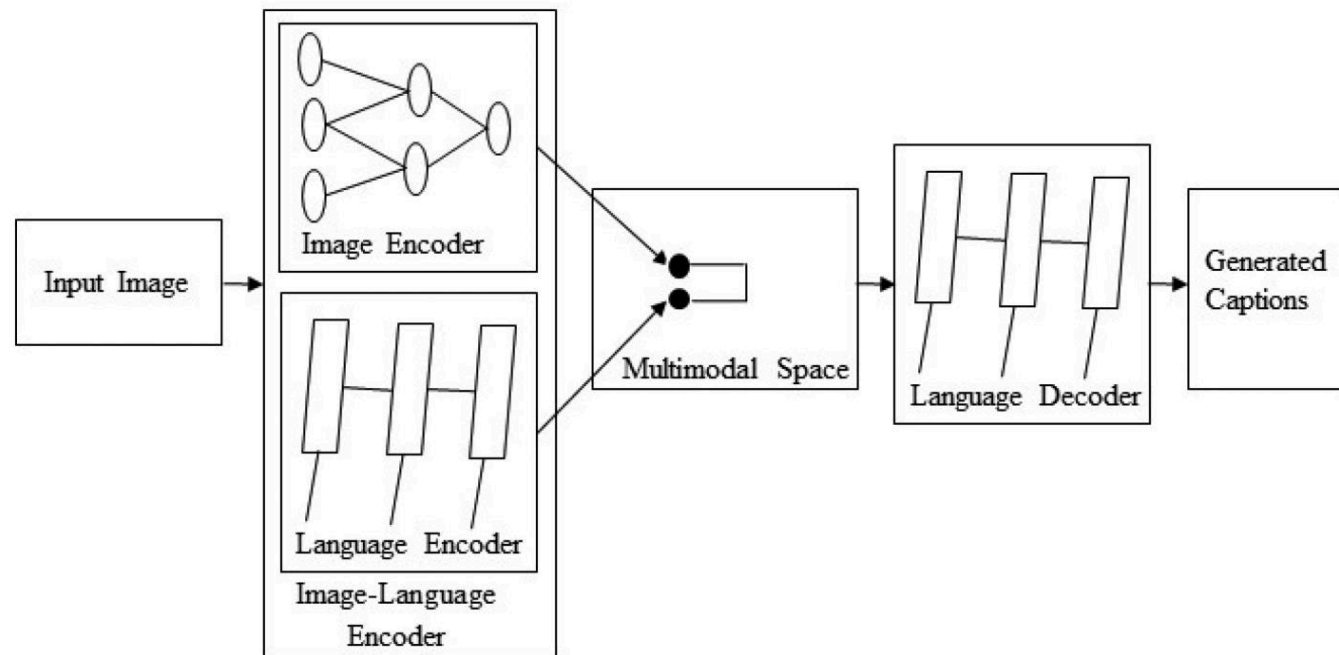 Input Image
Image Encoder
Language Encoder
Image-Language
Encoder
Multimodal Space
Language Decoder
Generated
Captions